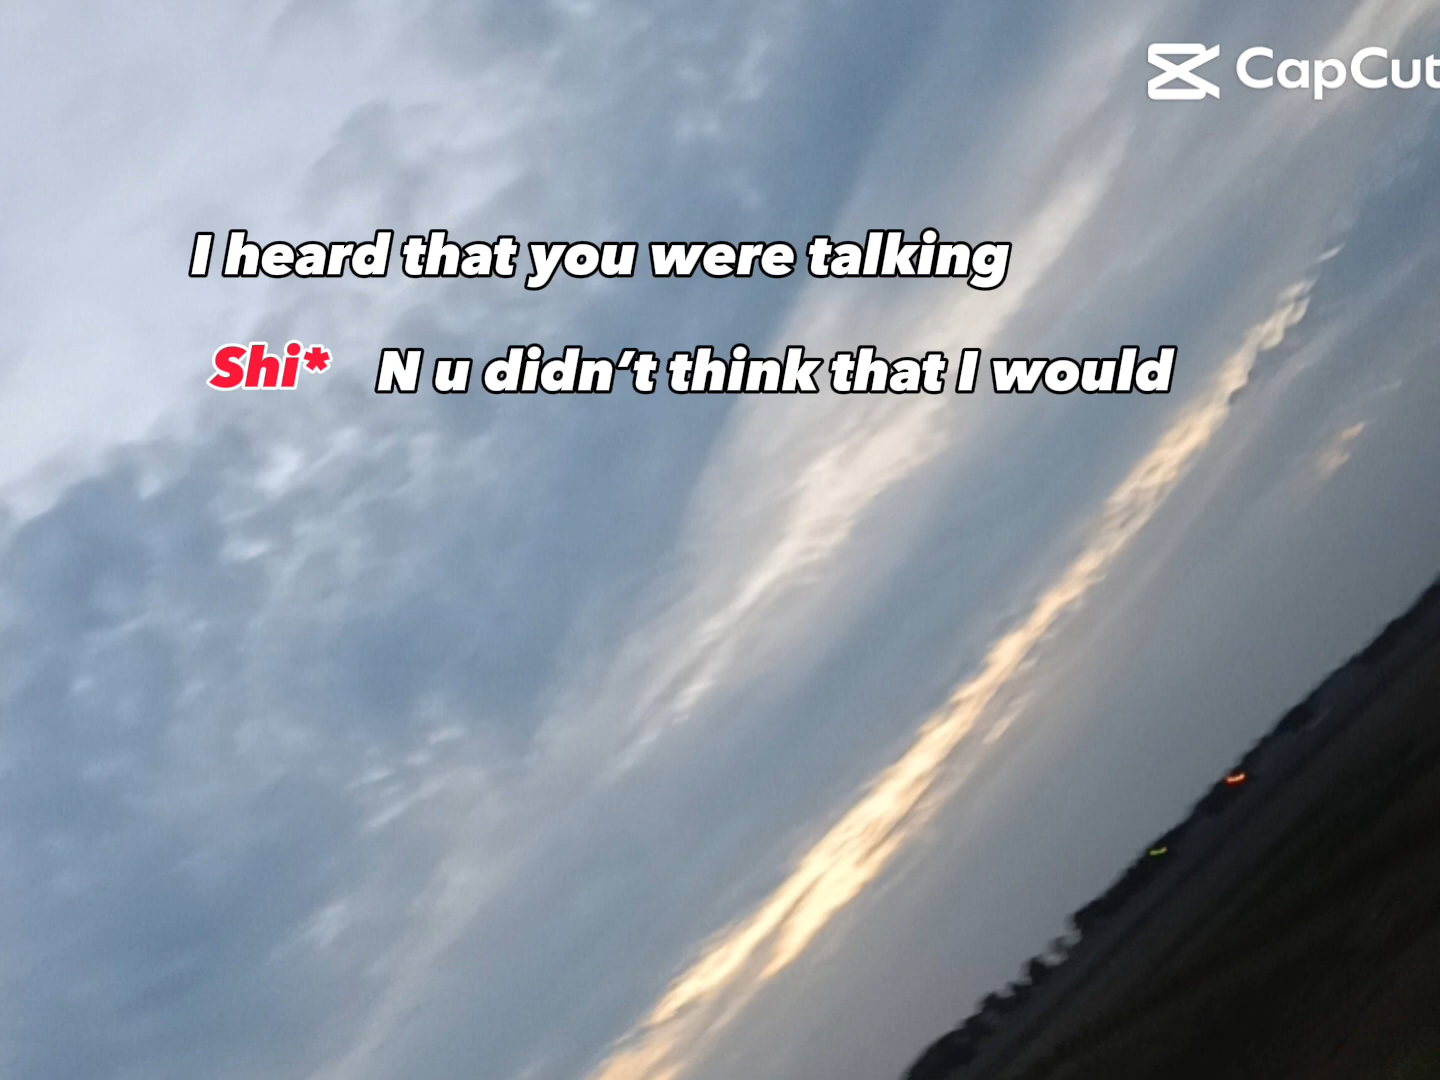 CapCut
I heard that you were talking
Shi* N u didn’t think that I would